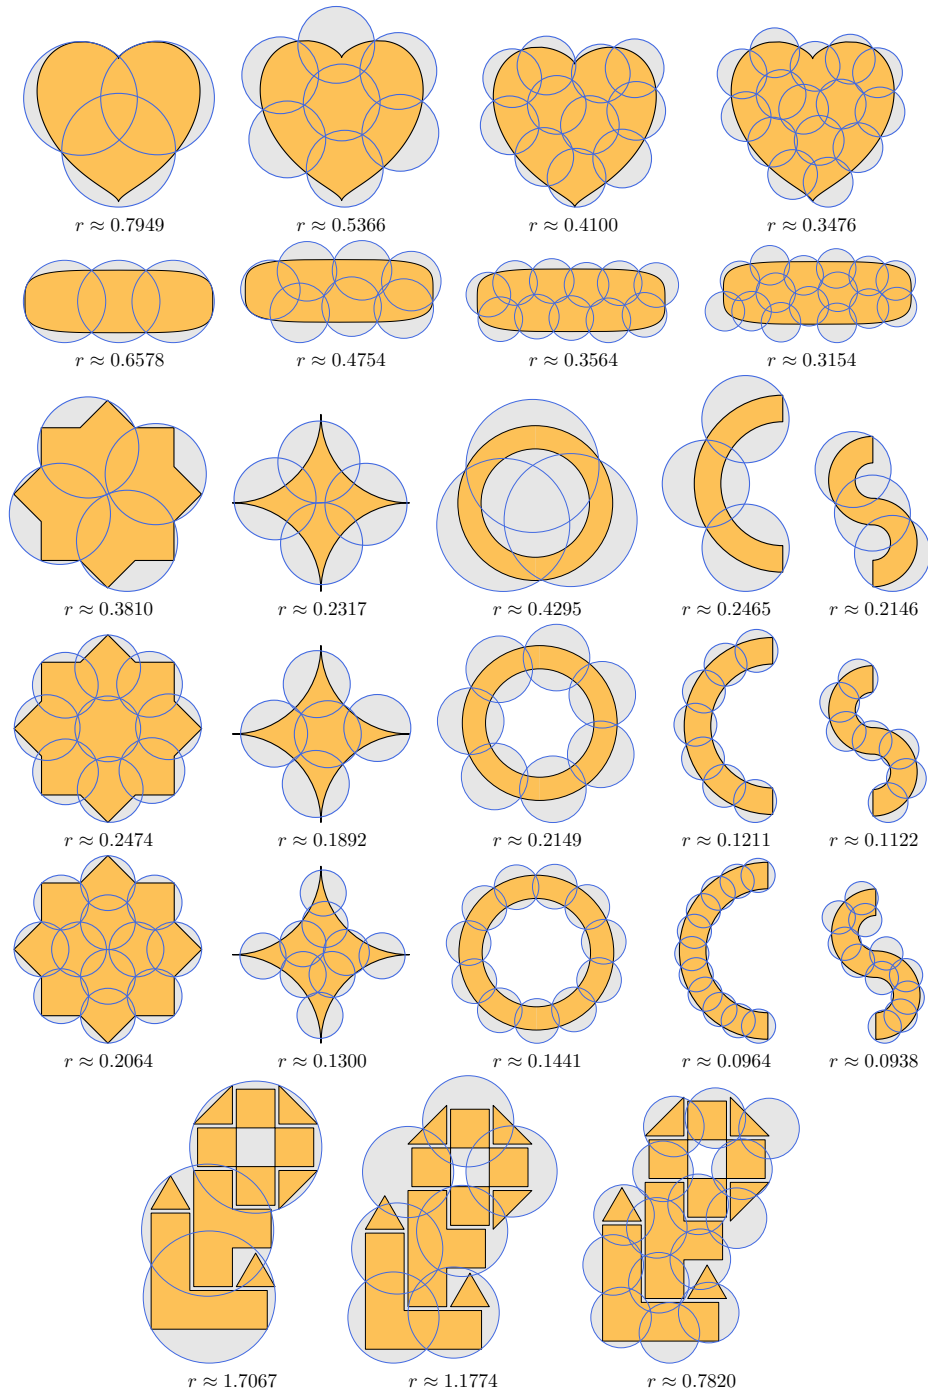 r ≈ 0.7949 r ≈ 0.5366 r ≈ 0.4100 r ≈ 0.3476
r ≈ 0.6578 r ≈ 0.4754 r ≈ 0.3564 r ≈ 0.3154
r ≈ 0.3810 r ≈ 0.2317 r ≈ 0.4295 r ≈ 0.2465 r ≈ 0.2146
r ≈ 0.2474 r ≈ 0.1892 r ≈ 0.2149 r ≈ 0.1211 r ≈ 0.1122
r ≈ 0.2064 r ≈ 0.1300 r ≈ 0.1441 r ≈ 0.0964 r ≈ 0.0938
r ≈ 1.7067 r ≈ 1.1774 r ≈ 0.7820